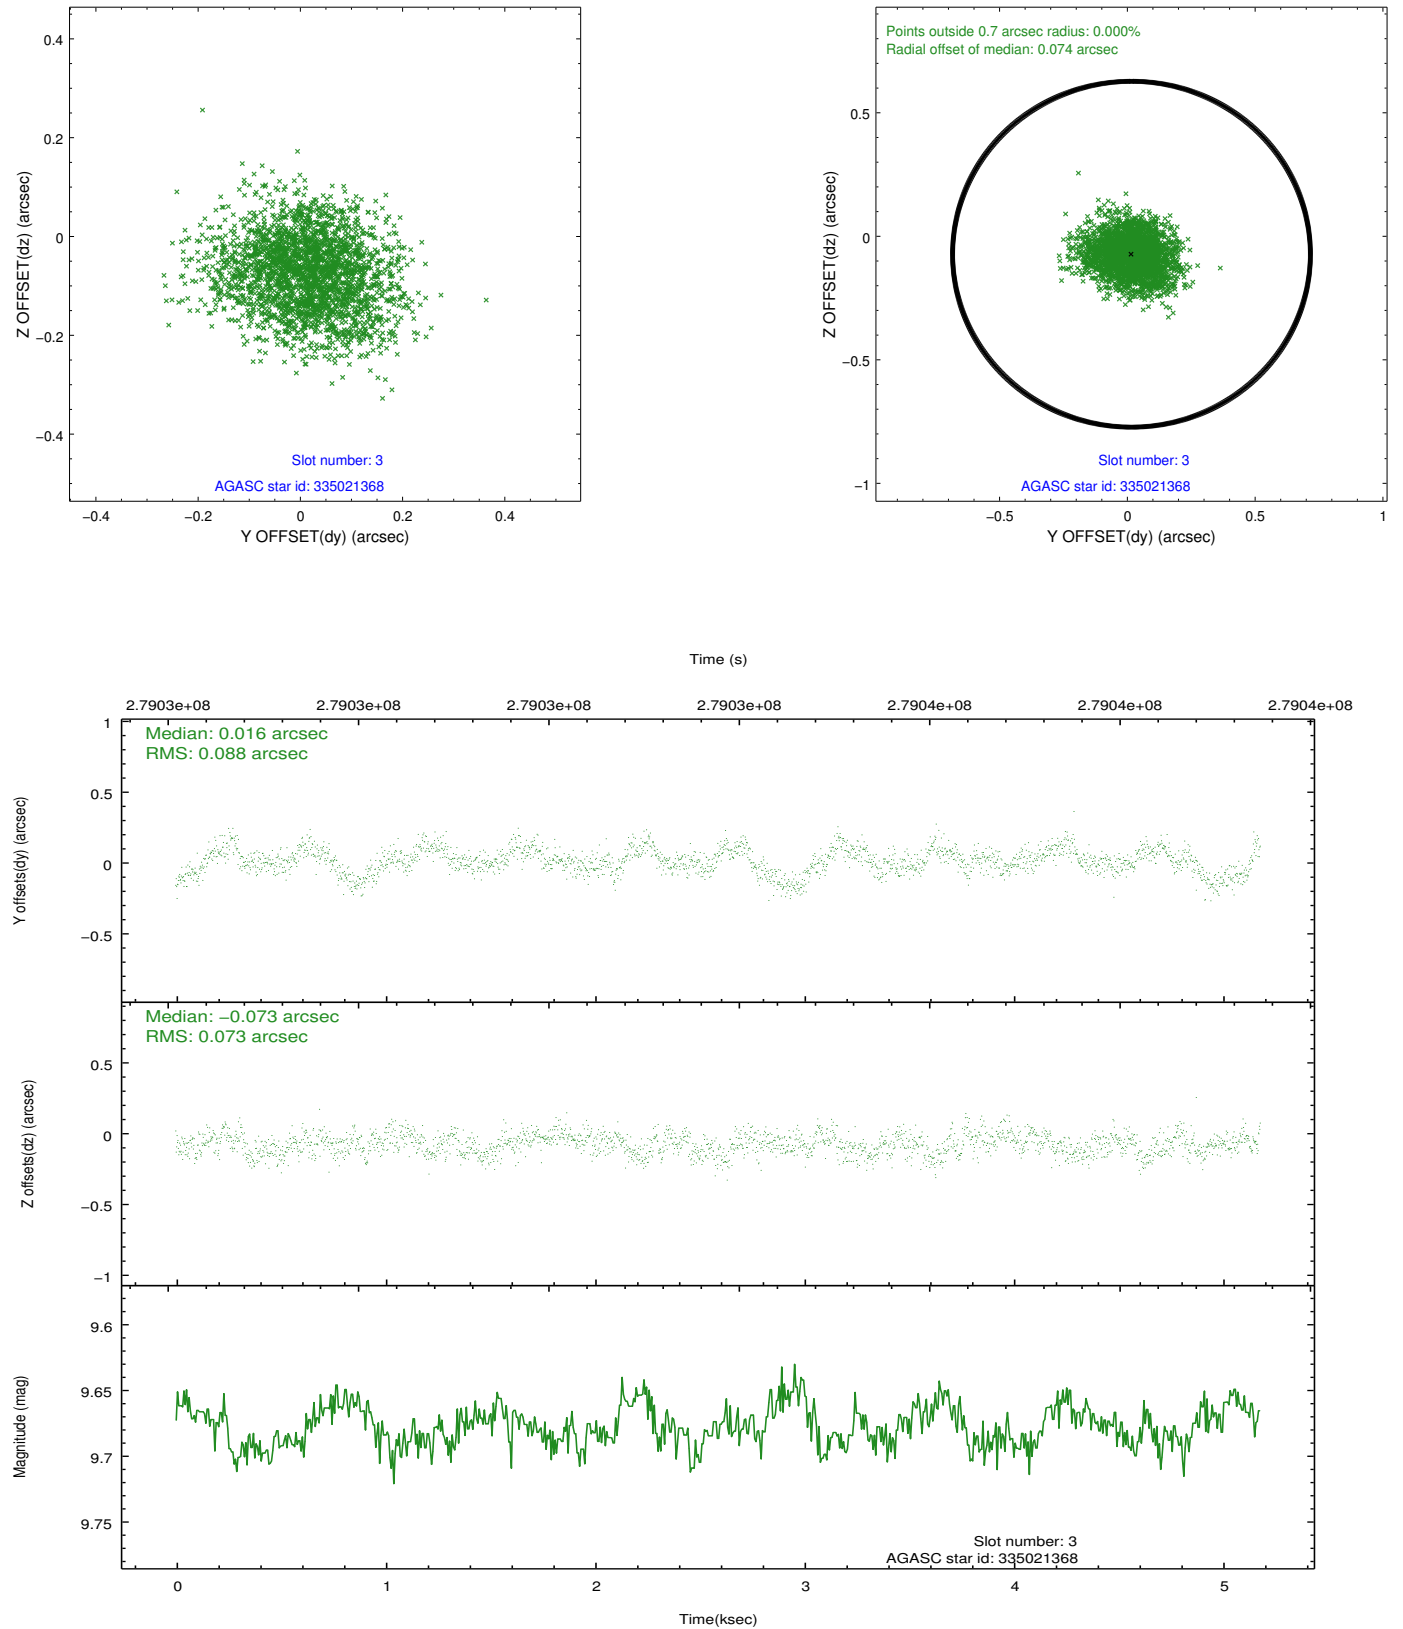 0.4
0.2
0
−0.2
−0.4
Z OFFSET(dz) (arcsec)
Slot number: 3
AGASC star id: 335021368
−0.4 −0.2 0 0.2 0.4
Y OFFSET(dy) (arcsec)
Points outside 0.7 arcsec radius: 0.000%
Radial offset of median: 0.074 arcsec
0.5
0
−0.5
−1
Z OFFSET(dz) (arcsec)
Slot number: 3
AGASC star id: 335021368
−0.5 0 0.5 1
Y OFFSET(dy) (arcsec)
Time (s)
2.7903e+08 2.7903e+08 2.7903e+08 2.7903e+08 2.7904e+08 2.7904e+08 2.7904e+08
Median: 0.016 arcsec
RMS: 0.088 arcsec
1
0.5
0
−0.5
Y offsets(dy) (arcsec)
Median: −0.073 arcsec
RMS: 0.073 arcsec
0.5
0
−0.5
−1
Z offsets(dz) (arcsec)
9.6
9.65
9.7
9.75
Magnitude (mag)
Slot number: 3
AGASC star id: 335021368
0 1 2 3 4 5
Time(ksec)